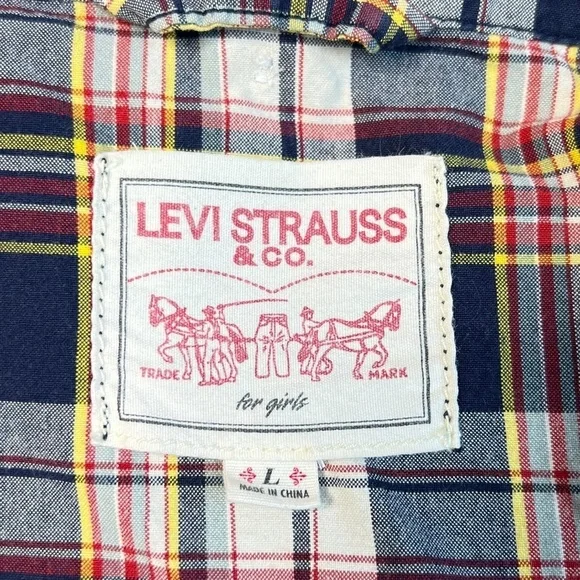 LEVI STRAUSS
& CO.
TRADE MARK
for girls
L
MADE IN CHINA